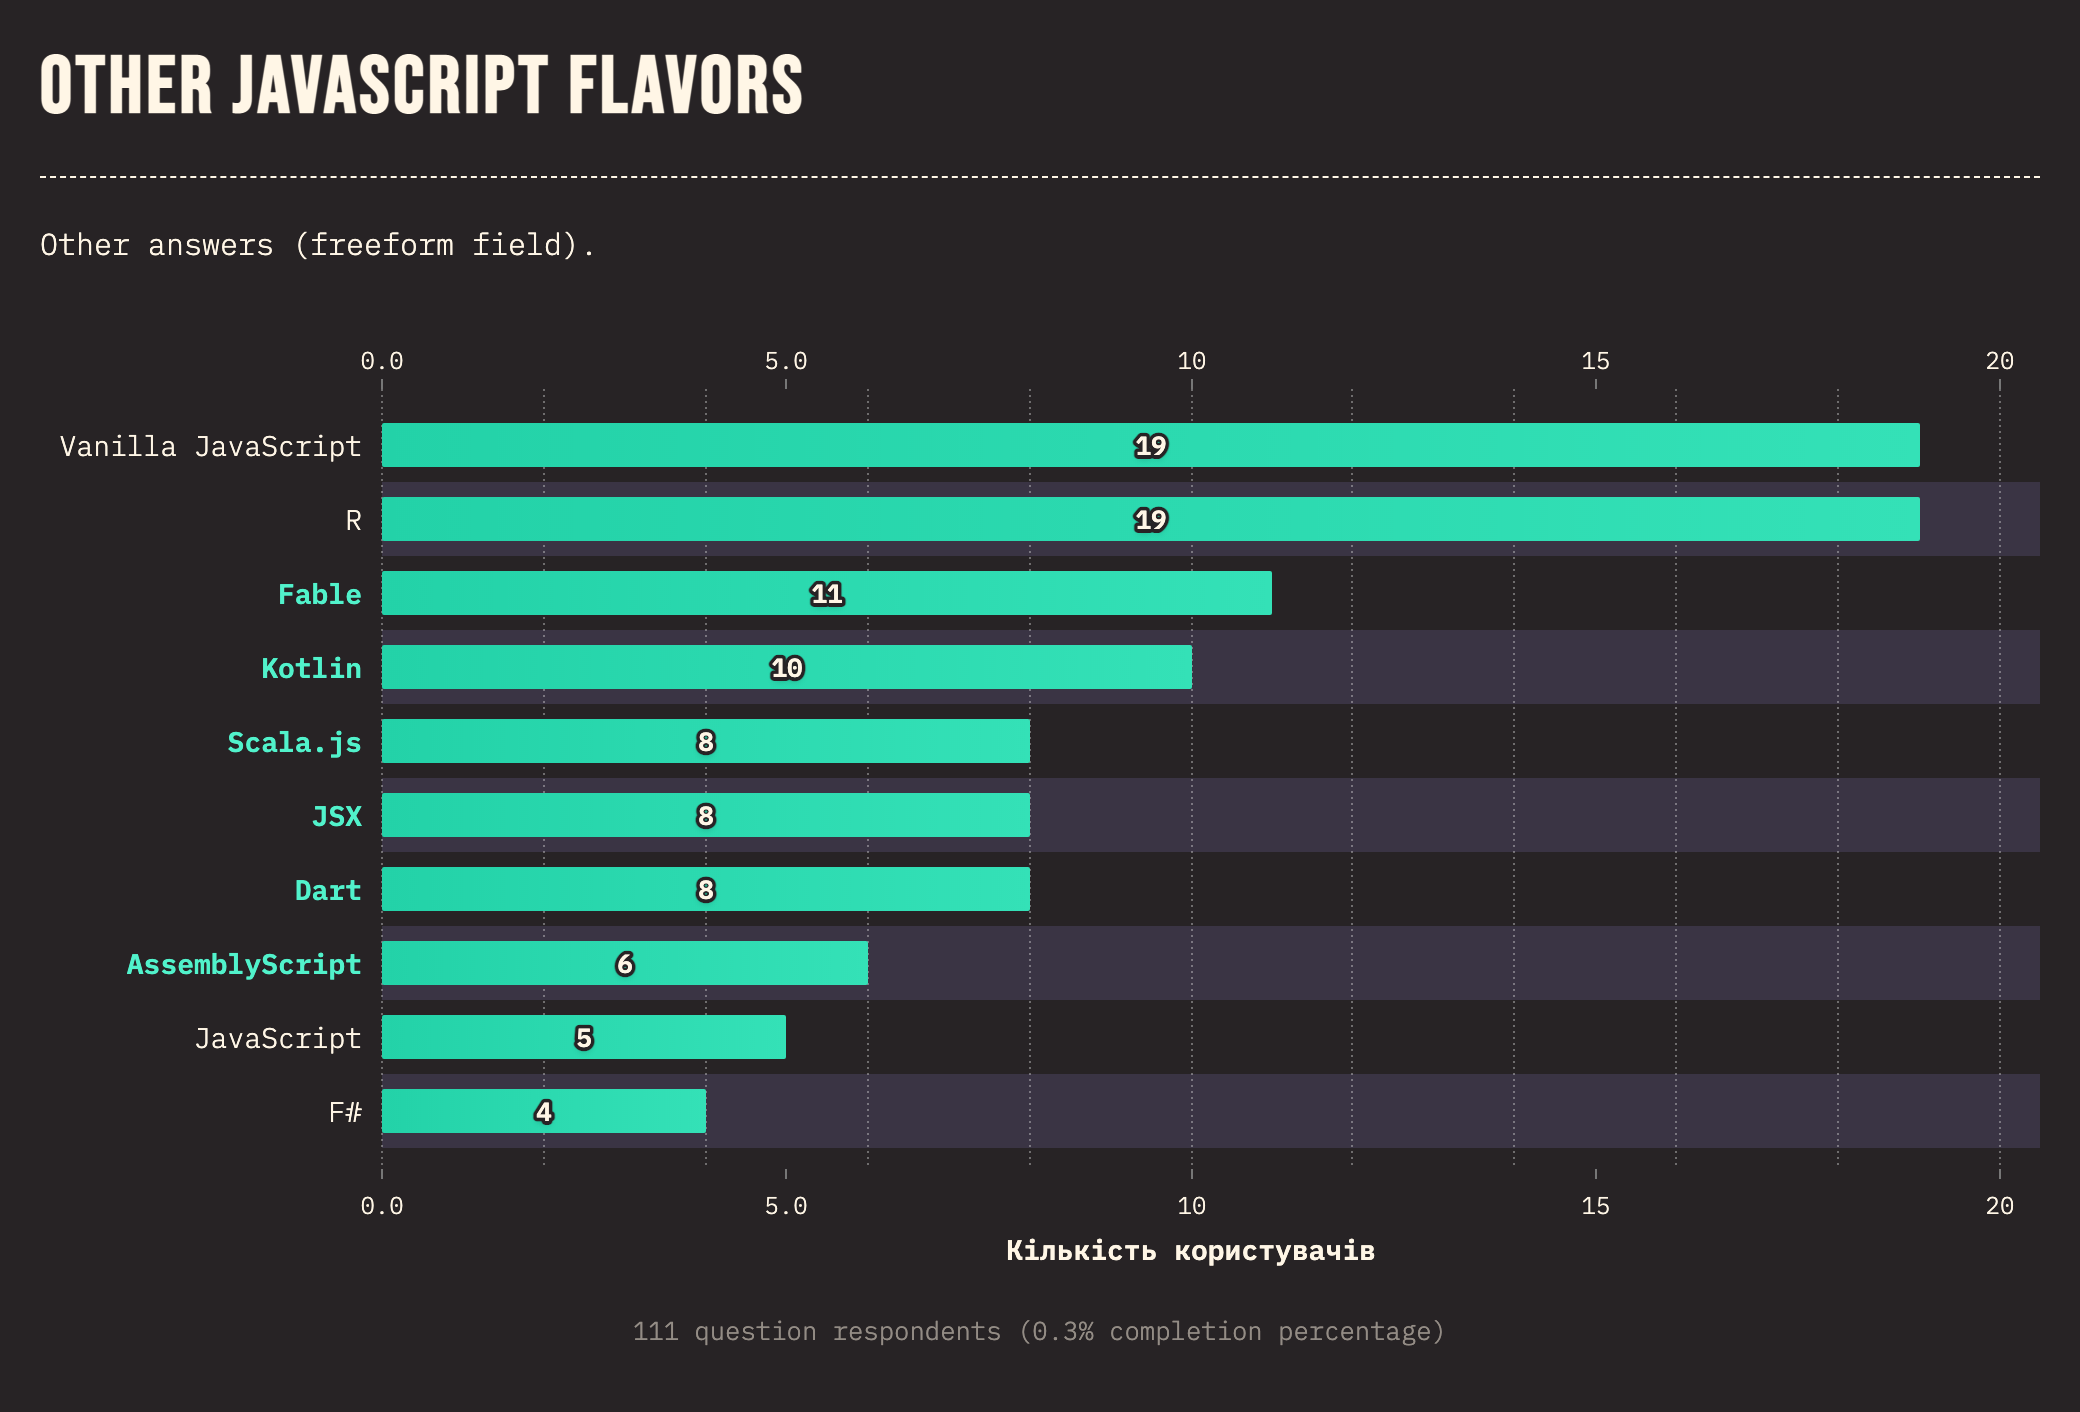 OTHER JAVASCRIPT FLAVORS
Other answers (freeform field).
0.0 5.0 10 15 20
Vanilla JavaScript 19
R 19
Fable 11
Kotlin 10
Scala.js 8
JSX 8
Dart 8
AssemblyScript 6
JavaScript 5
F# 4
0.0 5.0 10 15 20
Кількість користувачів
111 question respondents (0.3% completion percentage)